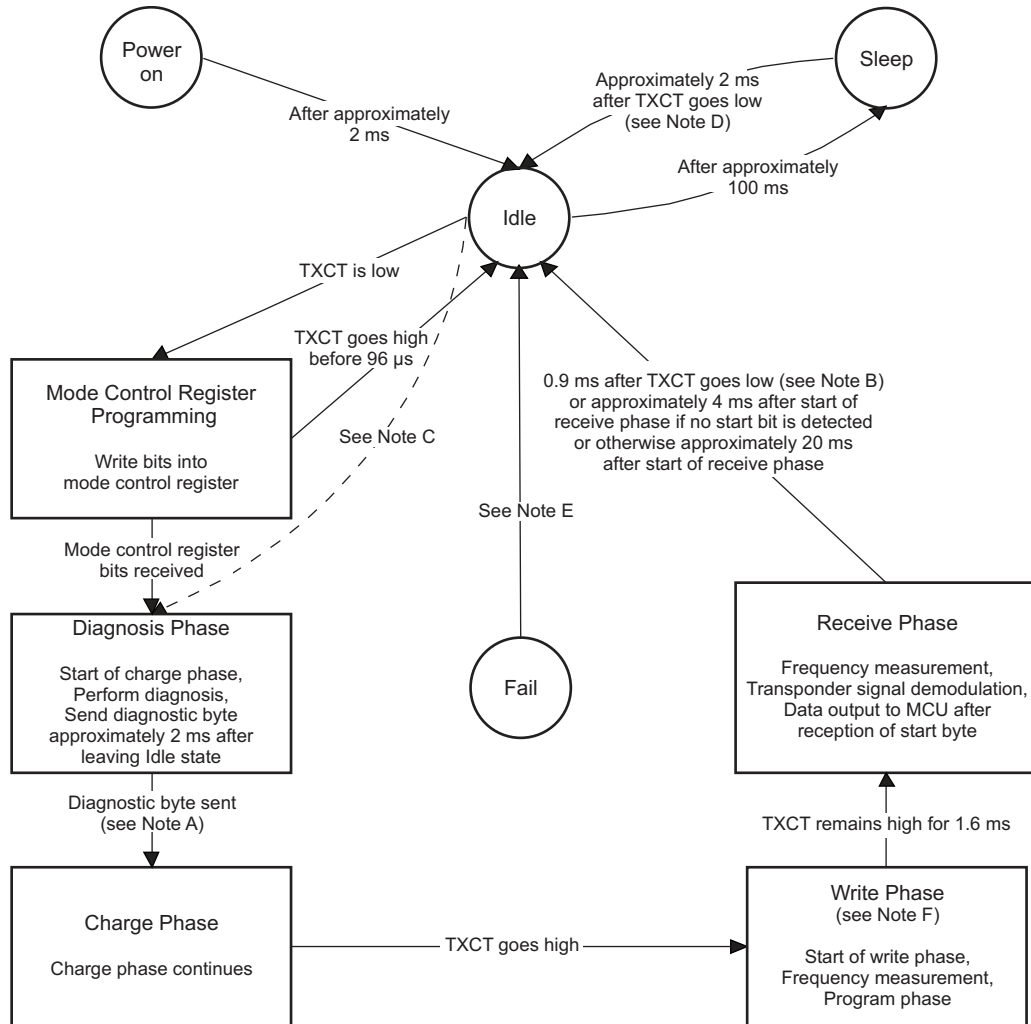 Power
on
Sleep
Approximately 2 ms
after TXCT goes low
(see Note D)
After approximately
2 ms
After approximately
100 ms
Idle
TXCT is low
TXCT goes high
before 96 µs
Mode Control Register
Programming
Write bits into
mode control register
0.9 ms after TXCT goes low (see Note B)
or approximately 4 ms after start of
receive phase if no start bit is detected
or otherwise approximately 20 ms
after start of receive phase
See Note C
See Note E
Mode control register
bits received
Diagnosis Phase
Start of charge phase,
Perform diagnosis,
Send diagnostic byte
approximately 2 ms after
leaving Idle state
Fail
Receive Phase
Frequency measurement,
Transponder signal demodulation,
Data output to MCU after
reception of start byte
Diagnostic byte sent
(see Note A)
TXCT remains high for 1.6 ms
Charge Phase
Charge phase continues
TXCT goes high
Write Phase
(see Note F)
Start of write phase,
Frequency measurement,
Program phase